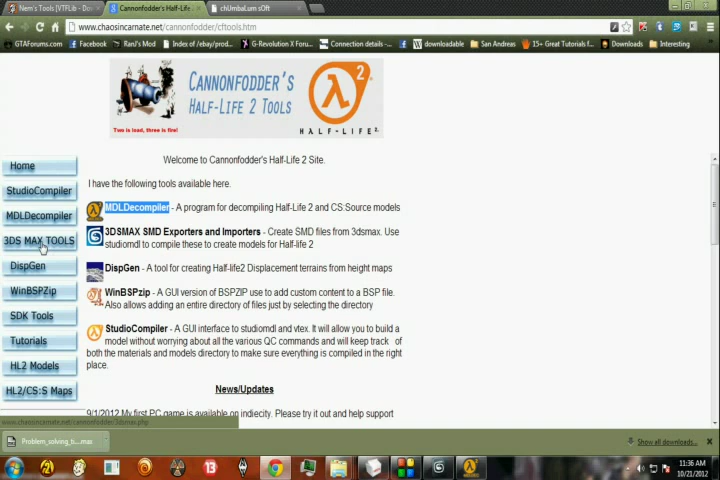 Nem's Tools [VTFLib - Dow
Cannonfodder's Half-Life
chUmbaLum sOft
www.chaosincarnate.net/cannonfodder/cftools.htm
GTAForums.com
Facebook
RanJ's Mod
Index of /ebay/prod...
G-Revolution X Foru...
Connection details -...
downloadable
San Andreas
15+ Great Tutorials f...
Downloads
Interesting
CANNONFODDER'S
HALF-LIFE 2 TOOLS
Two is load, three is fire!
2
HALF-LIFE 2.
Home
StudioCompiler
MDLDecompiler
3DS MAX TOOLS
DispGen
WinBSPZip
SDK Tools
Tutorials
HL2 Models
HL2/CS:S Maps
Welcome to Cannonfodder's Half-Life 2 Site.
I have the following tools available here.
MDLDecompiler - A program for decompiling Half-Life 2 and CS:Source models
3DSMAX SMD Exporters and Importers - Create SMD files from 3dsmax. Use
studiomdl to compile these to create models for Half-life 2
DispGen - A tool for creating Half-life2 Displacement terrains from height maps
WinBSPzip - A GUI version of BSPZIP use to add custom content to a BSP file.
Also allows adding an entire directory of files just by selecting the directory
StudioCompiler - A GUI interface to studiomdl and vtex. It will allow you to build a
model without worrying about all the various QC commands and will keep track of
both the materials and models directory to make sure everything is compiled in the right
place.
News/Updates
9/1/2012 My first PC game is available on indiecity. Please try it out and help support
www.chaosincarnate.net/cannonfodder/3dsmax.php
Problem_solving_ts....max
Show all downloads...
11:36 AM
10/21/2012